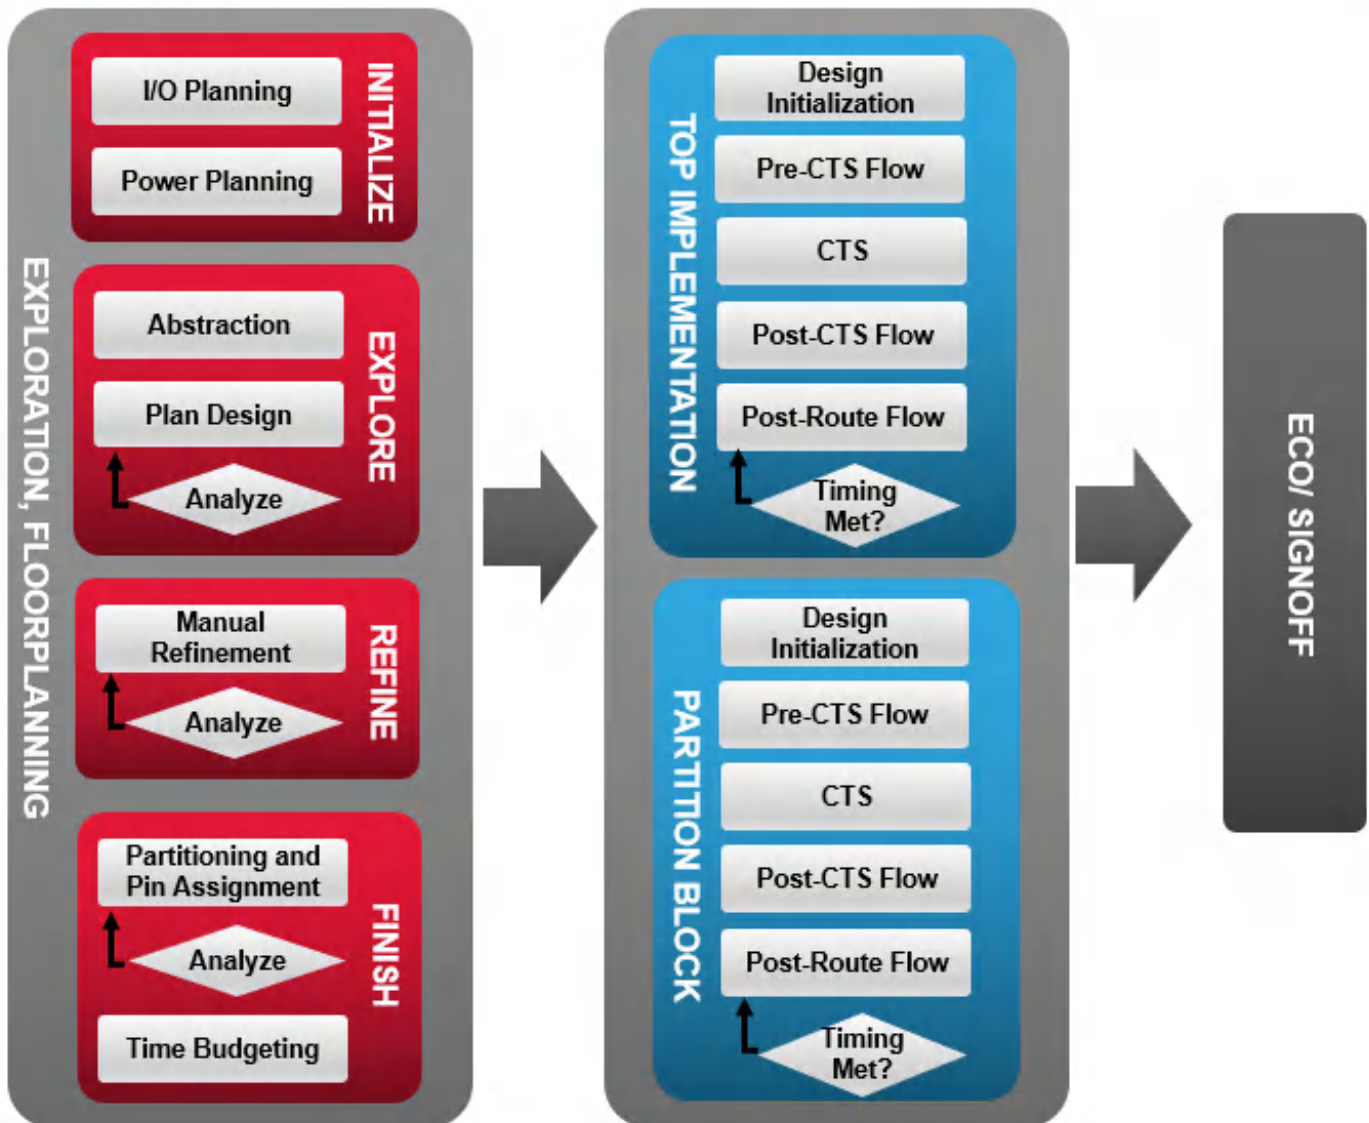 EXPLORATION, FLOORPLANNING
INITIALIZE
I/O Planning
Power Planning
EXPLORE
Abstraction
Plan Design
Analyze
REFINE
Manual
Refinement
Analyze
FINISH
Partitioning and
Pin Assignment
Analyze
Time Budgeting
TOP IMPLEMENTATION
Design
Initialization
Pre-CTS Flow
CTS
Post-CTS Flow
Post-Route Flow
Timing
Met?
PARTITION BLOCK
Design
Initialization
Pre-CTS Flow
CTS
Post-CTS Flow
Post-Route Flow
Timing
Met?
ECO/ SIGNOFF